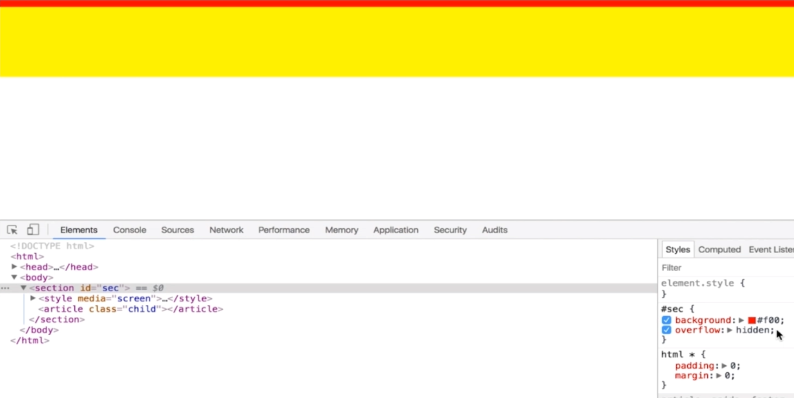 Elements Console Sources Network Performance Memory Application Security Audits
<!DOCTYPE html>
<html>
▶<head>…</head>
▼<body>
… ▼<section id="sec"> == $0
▶<style media="screen">…</style>
<article class="child"></article>
</section>
</body>
</html>
Styles Computed Event Listen
Filter
element.style {
}
#sec {
background:▶ #f00;
overflow:▶ hidden;
}
html * {
padding:▶ 0;
margin:▶ 0;
}